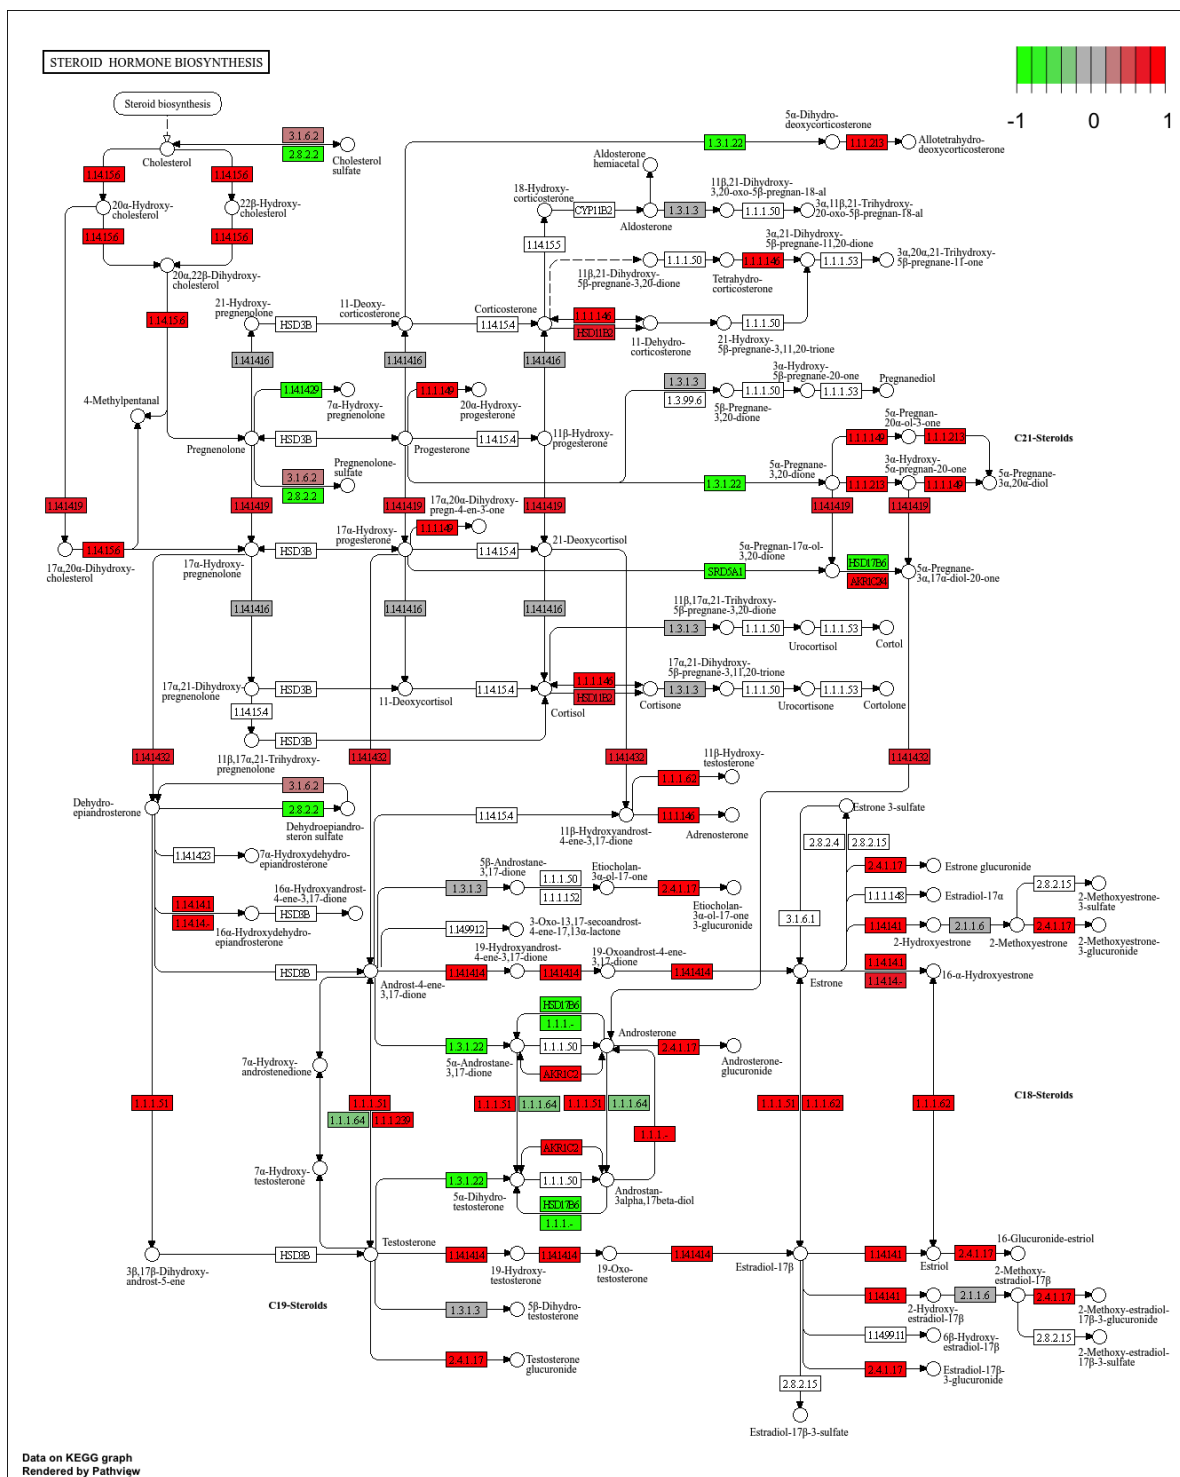 STEROID HORMONE BIOSYNTHESIS
-1
0
1
Steroid biosynthesis
Cholesterol
3.1.6.2
2.8.2.2
Cholesterol
sulfate
1.14.15.6
1.14.15.6
20α-Hydroxy-
cholesterol
22β-Hydroxy-
cholesterol
1.14.15.6
1.14.15.6
20α,22β-Dihydroxy-
cholesterol
1.14.15.6
1.3.1.22
5α-Dihydro-
deoxycorticosterone
1.1.1.213
Allotetrahydro-
deoxycorticosterone
Aldosterone
hemiacetal
18-Hydroxy-
corticosterone
CYP11B2
Aldosterone
1.3.1.3
11β,21-Dihydroxy-
3,20-oxo-5β-pregnan-18-al
1.1.1.50
3α,11β,21-Trihydroxy-
20-oxo-5β-pregnan-18-al
1.14.15.5
11β,21-Dihydroxy-
5β-pregnane-3,20-dione
1.1.1.50
Tetrahydro-
corticosterone
1.1.1.146
3α,21-Dihydroxy-
5β-pregnane-11,20-dione
1.1.1.53
3α,20α,21-Trihydroxy-
5β-pregnane-11-one
21-Hydroxy-
pregnenolone
HSD3B
11-Deoxy-
corticosterone
1.14.15.4
Corticosterone
1.1.1.146
HSD11B2
11-Dehydro-
corticosterone
21-Hydroxy-
5β-pregnane-3,11,20-trione
1.1.1.50
1.14.14.16
1.14.14.16
1.14.14.16
4-Methylpentanal
1.14.14.29
7α-Hydroxy-
pregnenolone
1.1.1.149
20α-Hydroxy-
progesterone
1.3.1.3
1.3.99.6
5β-Pregnane-
3,20-dione
1.1.1.50
3α-Hydroxy-
5β-pregnane-20-one
1.1.1.53
Pregnanediol
Pregnenolone
HSD3B
Progesterone
1.14.15.4
11β-Hydroxy-
progesterone
3.1.6.2
2.8.2.2
Pregnenolone-
sulfate
1.3.1.22
5α-Pregnane-
3,20-dione
1.1.1.149
5α-Pregnan-
20α-ol-3-one
1.1.1.213
1.1.1.213
3α-Hydroxy-
5α-pregnan-20-one
1.1.1.149
5α-Pregnane-
3α,20α-diol
C21-Steroids
1.14.14.19
1.14.14.19
1.14.14.19
1.14.14.19
1.14.14.19
1.14.14.19
17α,20α-Dihydroxy-
cholesterol
1.14.15.6
17α-Hydroxy-
pregnenolone
HSD3B
17α-Hydroxy-
progesterone
1.1.1.149
17α,20α-Dihydroxy-
pregn-4-en-3-one
1.14.15.4
21-Deoxycortisol
SRD5A1
5α-Pregnan-17α-ol-
3,20-dione
HSD17B6
AKR1C24
5α-Pregnane-
3α,17α-diol-20-one
1.14.14.16
1.14.14.16
1.14.14.16
1.3.1.3
11β,17α,21-Trihydroxy-
5β-pregnane-3,20-dione
1.1.1.50
Urocortisol
1.1.1.53
Cortol
17α,21-Dihydroxy-
pregnenolone
HSD3B
11-Deoxycortisol
1.14.15.4
Cortisol
1.1.1.146
HSD11B2
Cortisone
1.3.1.3
17α,21-Dihydroxy-
5β-pregnane-3,11,20-trione
1.1.1.50
Urocortisone
1.1.1.53
Cortolone
1.14.15.4
HSD3B
11β,17α,21-Trihydroxy-
pregnenolone
1.14.14.32
1.14.14.32
1.14.14.32
1.14.14.32
Dehydro-
epiandrosterone
3.1.6.2
2.8.2.2
Dehydroepiandro-
steron sulfate
1.14.15.4
11β-Hydroxyandrost-
4-ene-3,17-dione
1.1.1.62
11β-Hydroxy-
testosterone
1.1.1.146
Adrenosterone
Estrone 3-sulfate
2.8.2.4
2.8.2.15
1.14.14.23
7α-Hydroxydehydro-
epiandrosterone
1.14.14.1
1.14.14.-
16α-Hydroxydehydro-
epiandrosterone
HSD3B
16α-Hydroxyandrost-
4-ene-3,17-dione
1.3.1.3
5β-Androstane-
3,17-dione
1.1.1.50
1.1.1.152
Etiocholan-
3α-ol-17-one
2.4.1.17
Etiocholan-
3α-ol-17-one
3-glucuronide
1.14.99.12
3-Oxo-13,17-secoandrost-
4-ene-17,13α-lactone
3.1.6.1
2.4.1.17
Estrone glucuronide
1.1.1.148
Estradiol-17α
1.14.14.1
2-Hydroxyestrone
2.1.1.6
2-Methoxyestrone
2.8.2.15
2-Methoxyestrone-
3-sulfate
2.4.1.17
2-Methoxyestrone-
3-glucuronide
HSD3B
Androst-4-ene-
3,17-dione
1.14.14.14
19-Hydroxyandrost-
4-ene-3,17-dione
1.14.14.14
19-Oxoandrost-4-ene-
3,17-dione
1.14.14.14
Estrone
1.14.14.1
1.14.14.-
16-α-Hydroxyestrone
1.3.1.22
5α-Androstane-
3,17-dione
HSD17B6
1.1.1.-
1.1.1.50
AKR1C2
Androsterone
2.4.1.17
Androsterone-
glucuronide
7α-Hydroxy-
androstenedione
1.1.1.51
1.1.1.51
1.1.1.64
1.1.1.239
1.1.1.51
1.1.1.64
1.1.1.51
1.1.1.64
1.1.1.-
1.1.1.51
1.1.1.62
1.1.1.62
C18-Steroids
7α-Hydroxy-
testosterone
1.3.1.22
5α-Dihydro-
testosterone
AKR1C2
1.1.1.50
HSD17B6
1.1.1.-
Androstan-
3alpha,17beta-diol
3β,17β-Dihydroxy-
androst-5-ene
HSD3B
Testosterone
1.14.14.14
19-Hydroxy-
testosterone
1.14.14.14
19-Oxo-
testosterone
1.14.14.14
Estradiol-17β
1.14.14.1
Estriol
2.4.1.17
16-Glucuronide-estriol
C19-Steroids
1.3.1.3
5β-Dihydro-
testosterone
1.14.14.1
2-Hydroxy-
estradiol-17β
2.1.1.6
2-Methoxy-
estradiol-17β
2.4.1.17
2-Methoxy-estradiol-
17β-3-glucuronide
1.14.99.11
6β-Hydroxy-
estradiol-17β
2.8.2.15
2-Methoxy-estradiol-
17β-3-sulfate
2.4.1.17
Testosterone
glucuronide
2.4.1.17
Estradiol-17β-
3-glucuronide
2.8.2.15
Estradiol-17β-3-sulfate
Data on KEGG graph
Rendered by Pathview